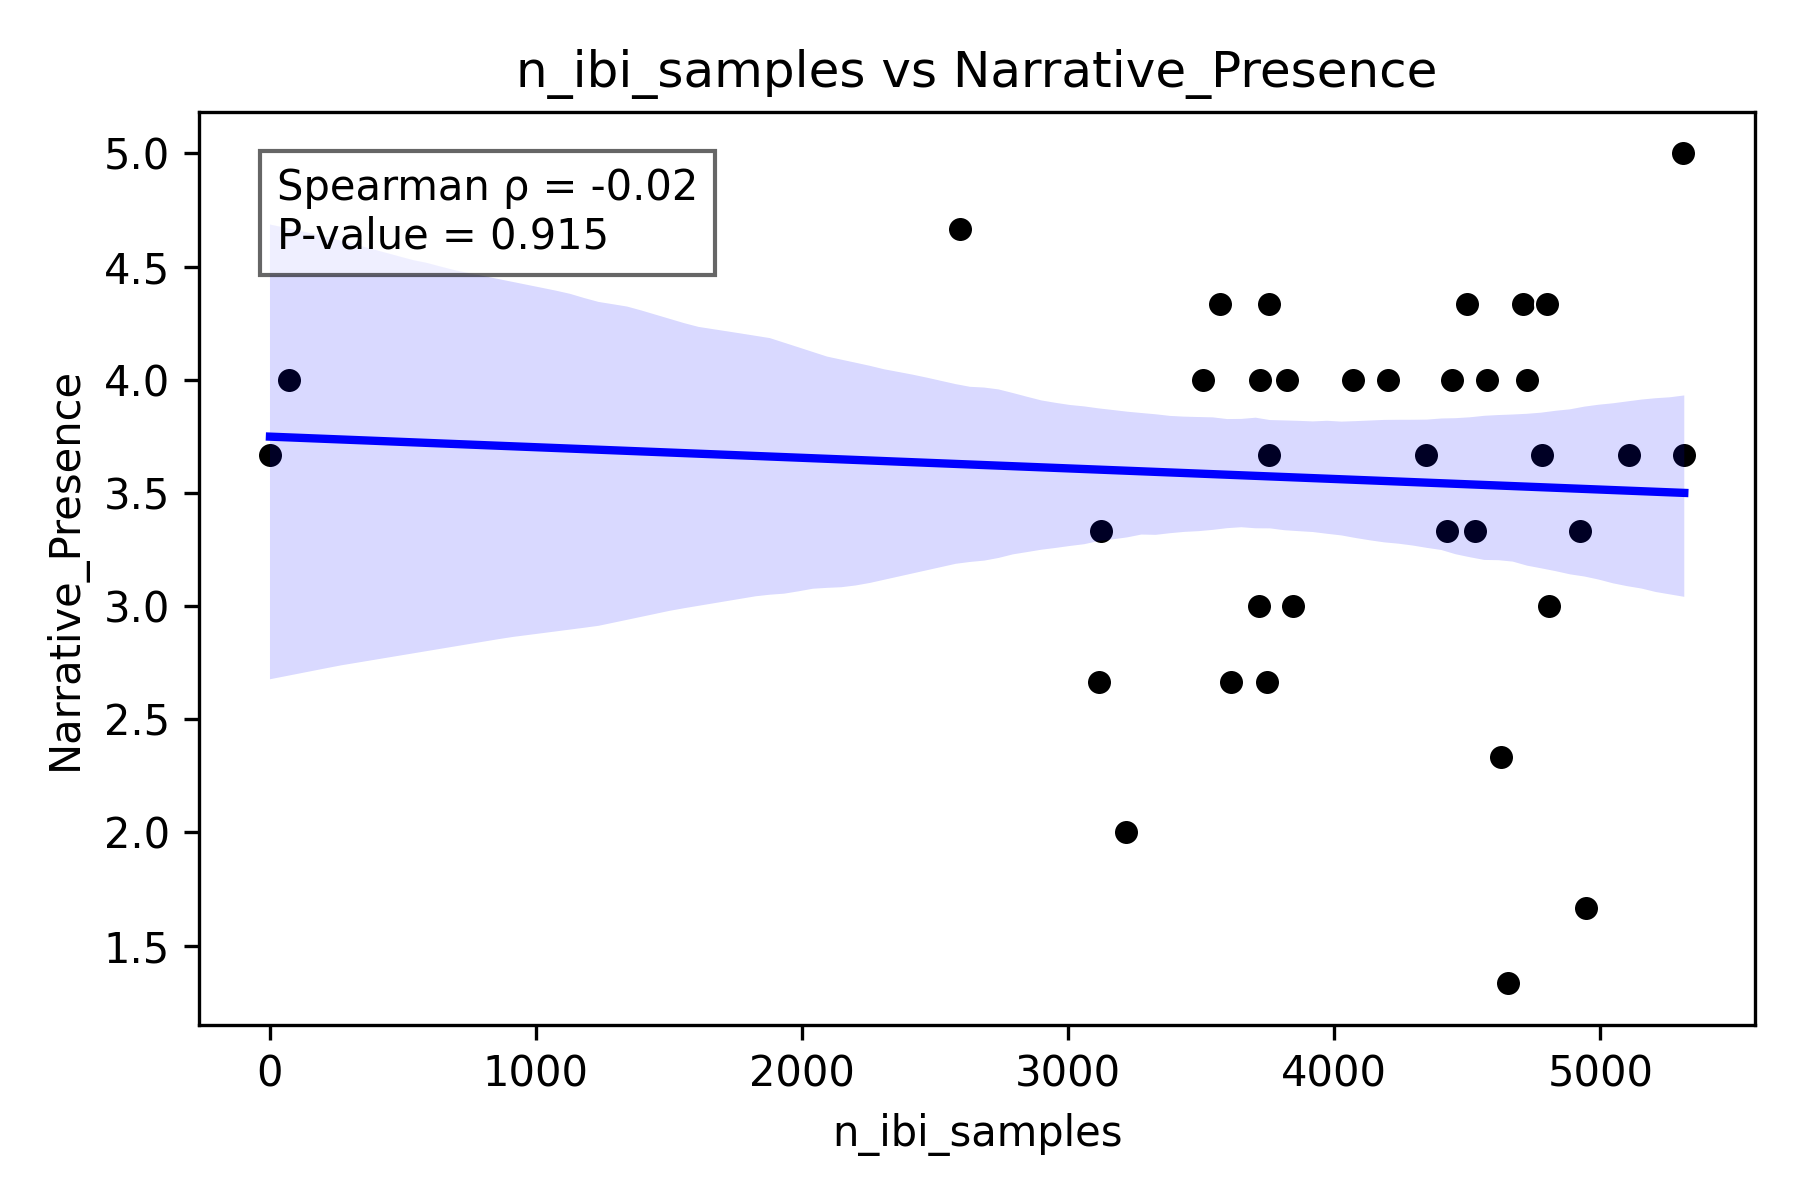 n_ibi_samples vs Narrative_Presence
Spearman ρ = -0.02
P-value = 0.915
5.0
4.5
4.0
3.5
3.0
2.5
2.0
1.5
Narrative_Presence
0 1000 2000 3000 4000 5000
n_ibi_samples